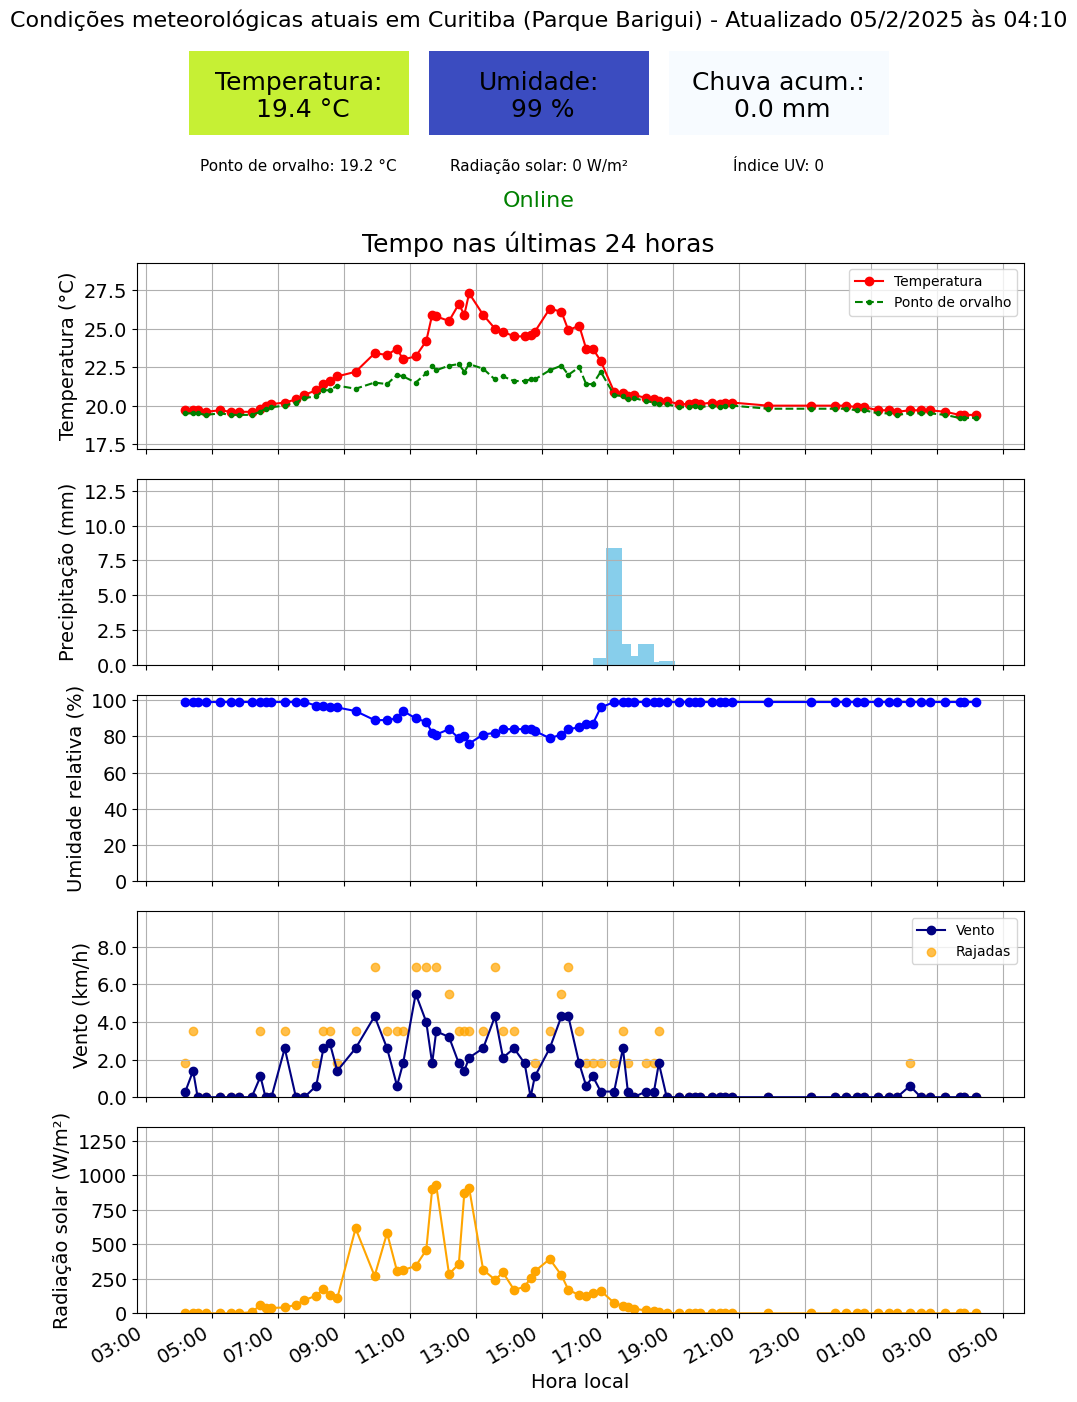 Condições meteorológicas atuais em Curitiba (Parque Barigui) - Atualizado 05/2/2025 às 04:10
Temperatura:
19.4 °C
Umidade:
99 %
Chuva acum.:
0.0 mm
Ponto de orvalho: 19.2 °C
Radiação solar: 0 W/m²
Índice UV: 0
Online
Tempo nas últimas 24 horas
Temperatura (°C)
27.5
25.0
22.5
20.0
17.5
Temperatura
Ponto de orvalho
Precipitação (mm)
12.5
10.0
7.5
5.0
2.5
0.0
Umidade relativa (%)
100
80
60
40
20
0
Vento (km/h)
8.0
6.0
4.0
2.0
0.0
Vento
Rajadas
Radiação solar (W/m²)
1250
1000
750
500
250
0
03:00
05:00
07:00
09:00
11:00
13:00
15:00
17:00
19:00
21:00
23:00
01:00
03:00
05:00
Hora local